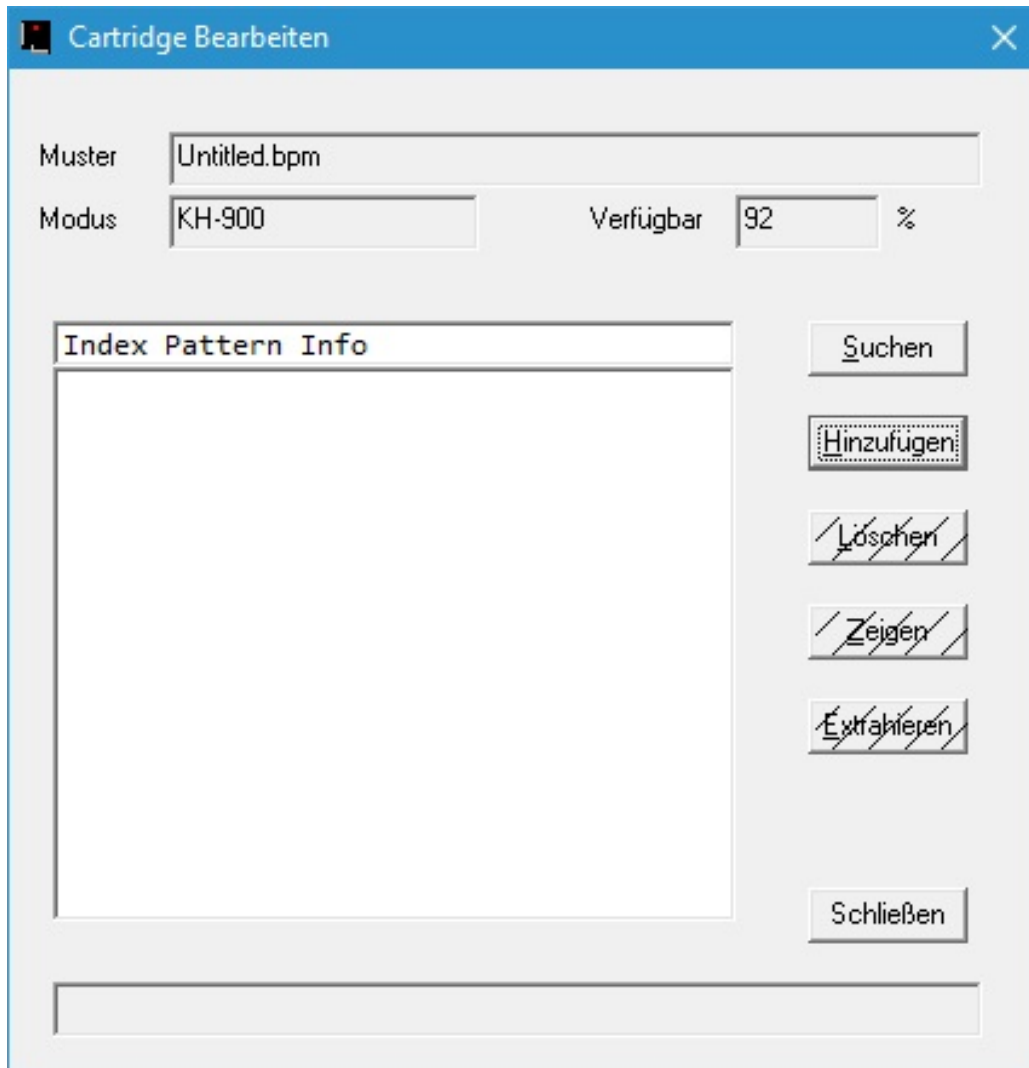 Cartridge Bearbeiten
Muster Untitled.bpm
Modus KH-900 Verfügbar 92 %
Index Pattern Info
Suchen
Hinzufügen
Löschen
Zeigen
Extrahieren
Schließen